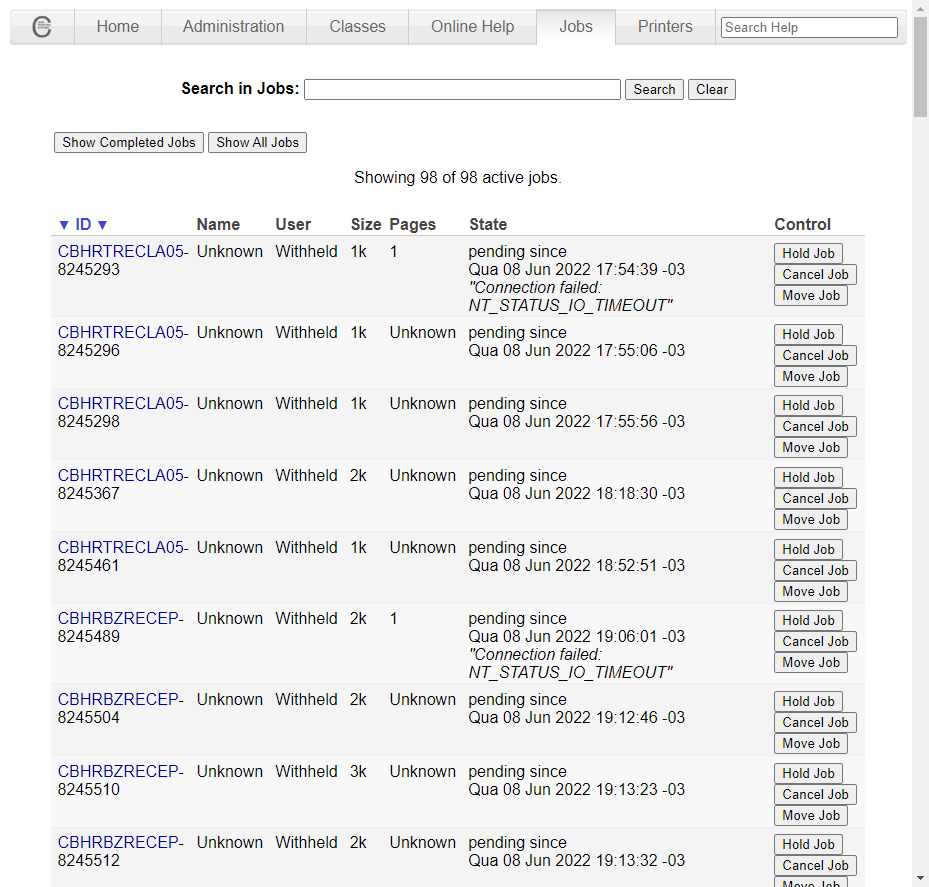 Home Administration Classes Online Help Jobs Printers Search Help
Search in Jobs: Search Clear
Show Completed Jobs Show All Jobs
Showing 98 of 98 active jobs.
▼ ID ▼ Name User Size Pages State Control
CBHRTRECLA05- Unknown Withheld 1k 1 pending since Hold Job
8245293 Qua 08 Jun 2022 17:54:39 -03 Cancel Job
"Connection failed: Move Job
NT_STATUS_IO_TIMEOUT"
CBHRTRECLA05- Unknown Withheld 1k Unknown pending since Hold Job
8245296 Qua 08 Jun 2022 17:55:06 -03 Cancel Job
Move Job
CBHRTRECLA05- Unknown Withheld 1k Unknown pending since Hold Job
8245298 Qua 08 Jun 2022 17:55:56 -03 Cancel Job
Move Job
CBHRTRECLA05- Unknown Withheld 2k Unknown pending since Hold Job
8245367 Qua 08 Jun 2022 18:18:30 -03 Cancel Job
Move Job
CBHRTRECLA05- Unknown Withheld 1k Unknown pending since Hold Job
8245461 Qua 08 Jun 2022 18:52:51 -03 Cancel Job
Move Job
CBHRBZRECEP- Unknown Withheld 2k 1 pending since Hold Job
8245489 Qua 08 Jun 2022 19:06:01 -03 Cancel Job
"Connection failed: Move Job
NT_STATUS_IO_TIMEOUT"
CBHRBZRECEP- Unknown Withheld 2k Unknown pending since Hold Job
8245504 Qua 08 Jun 2022 19:12:46 -03 Cancel Job
Move Job
CBHRBZRECEP- Unknown Withheld 3k Unknown pending since Hold Job
8245510 Qua 08 Jun 2022 19:13:23 -03 Cancel Job
Move Job
CBHRBZRECEP- Unknown Withheld 2k Unknown pending since Hold Job
8245512 Qua 08 Jun 2022 19:13:32 -03 Cancel Job
Move Job